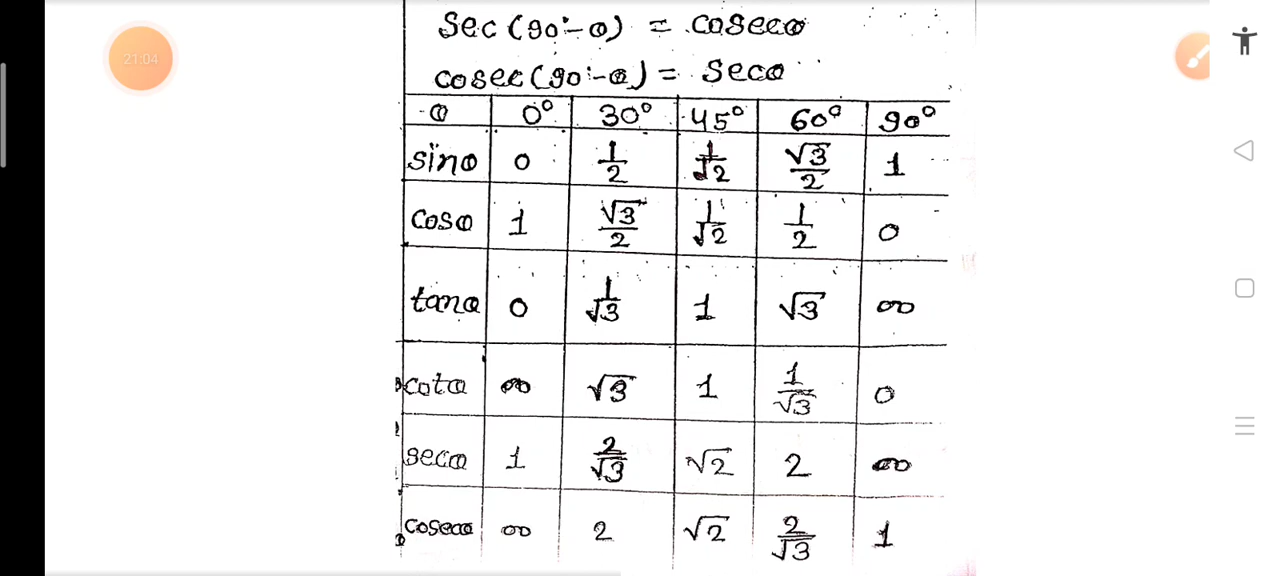 21:04
Sec (90°-θ) = cosecθ
cosec(90°-θ) = Secθ
θ 0° 30° 45° 60° 90°
sinθ 0 1/2 1/√2 √3/2 1
cosθ 1 √3/2 1/√2 1/2 0
tanθ 0 1/√3 1 √3 ∞
cotθ ∞ √3 1 1/√3 0
secθ 1 2/√3 √2 2 ∞
cosecθ ∞ 2 √2 2/√3 1